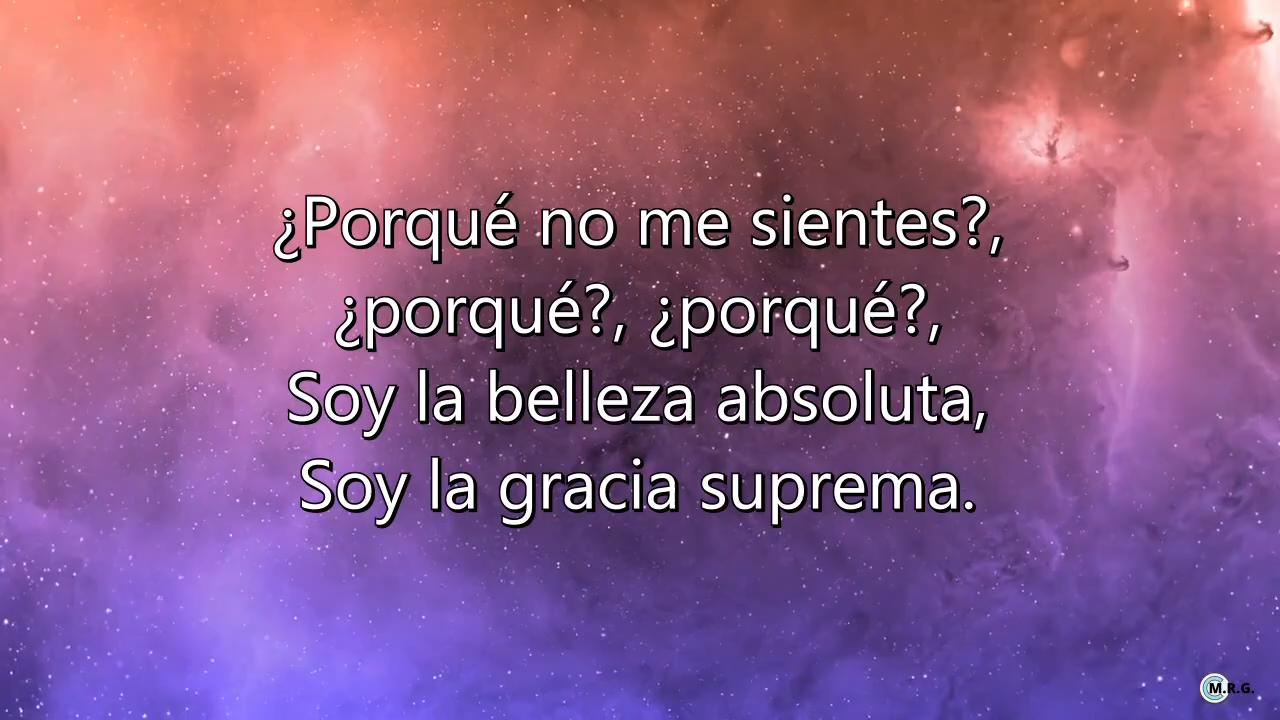 ¿Porqué no me sientes?,
¿porqué?, ¿porqué?,
Soy la belleza absoluta,
Soy la gracia suprema.
M.R.G.